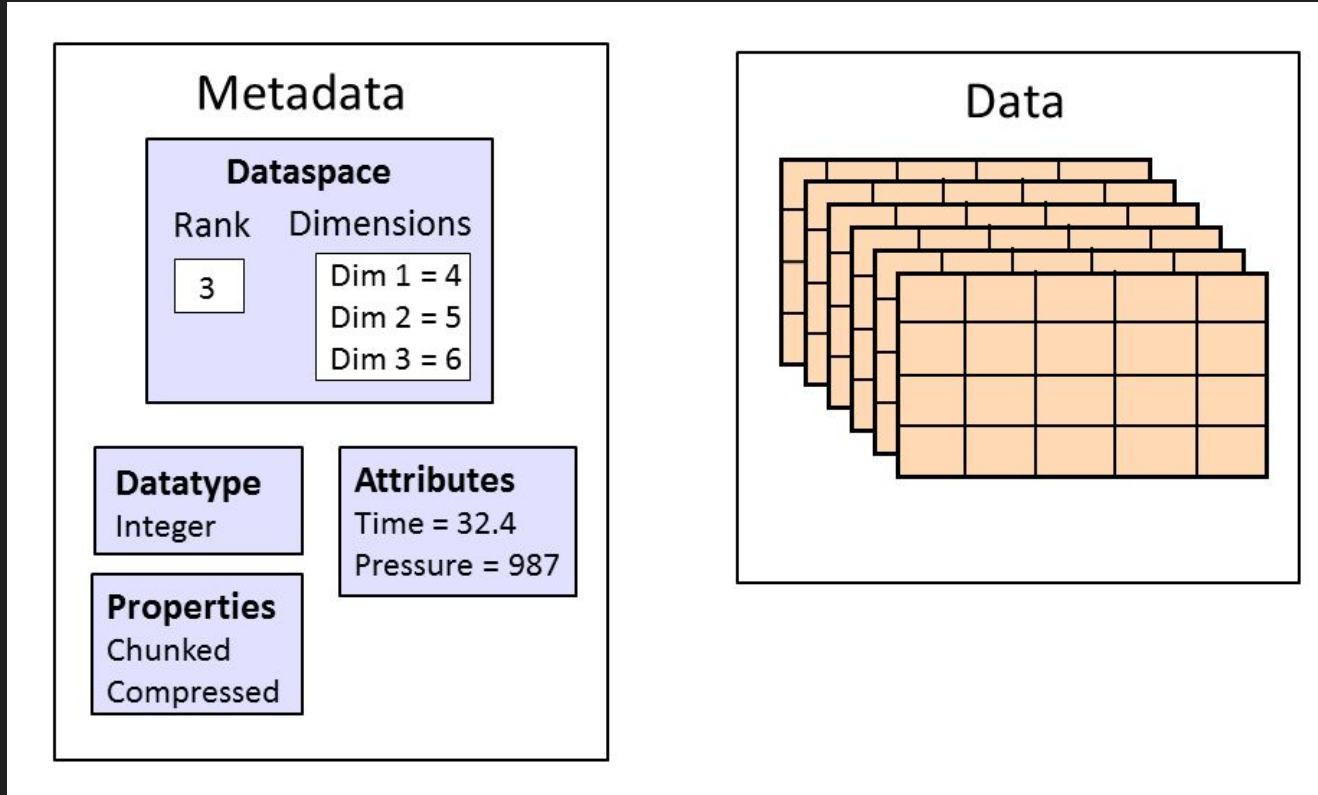 Metadata
Dataspace
Rank Dimensions
3
Dim 1 = 4
Dim 2 = 5
Dim 3 = 6
Datatype
Integer
Attributes
Time = 32.4
Pressure = 987
Properties
Chunked
Compressed
Data